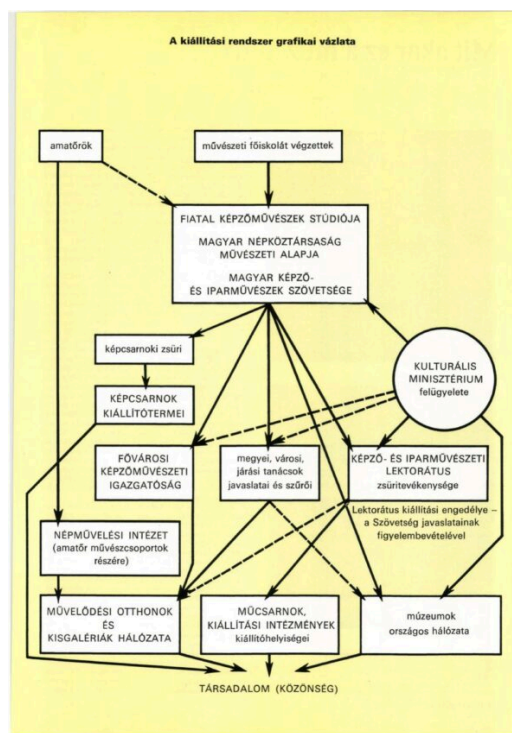 A kiállítási rendszer grafikai vázlata
amatőrök
művészeti főiskolát végzettek
FIATAL KÉPZŐMŰVÉSZEK STÚDIÓJA
MAGYAR NÉPKÖZTÁRSASÁG
MŰVÉSZETI ALAPJA
MAGYAR KÉPZŐ-
ÉS IPARMŰVÉSZEK SZÖVETSÉGE
képcsarnoki zsűri
KULTURÁLIS
MINISZTÉRIUM
felügyelete
KÉPCSARNOK
KIÁLLÍTÓTERMEI
FŐVÁROSI
KÉPZŐMŰVÉSZETI
IGAZGATÓSÁG
megyei, városi,
járási tanácsok
javaslatai és szűrői
KÉPZŐ- ÉS IPARMŰVÉSZETI
LEKTORÁTUS
zsüritevékenysége
Lektorátus kiállítási engedélye –
a Szövetség javaslatainak
figyelembevételével
NÉPMŰVELÉSI INTÉZET
(amatőr művészcsoportok
részére)
MŰVELŐDÉSI OTTHONOK
ÉS
KISGALÉRIÁK HÁLÓZATA
MŰCSARNOK,
KIÁLLÍTÁSI INTÉZMÉNYEK
kiállítóhelyiségei
múzeumok
országos hálózata
TÁRSADALOM (KÖZÖNSÉG)